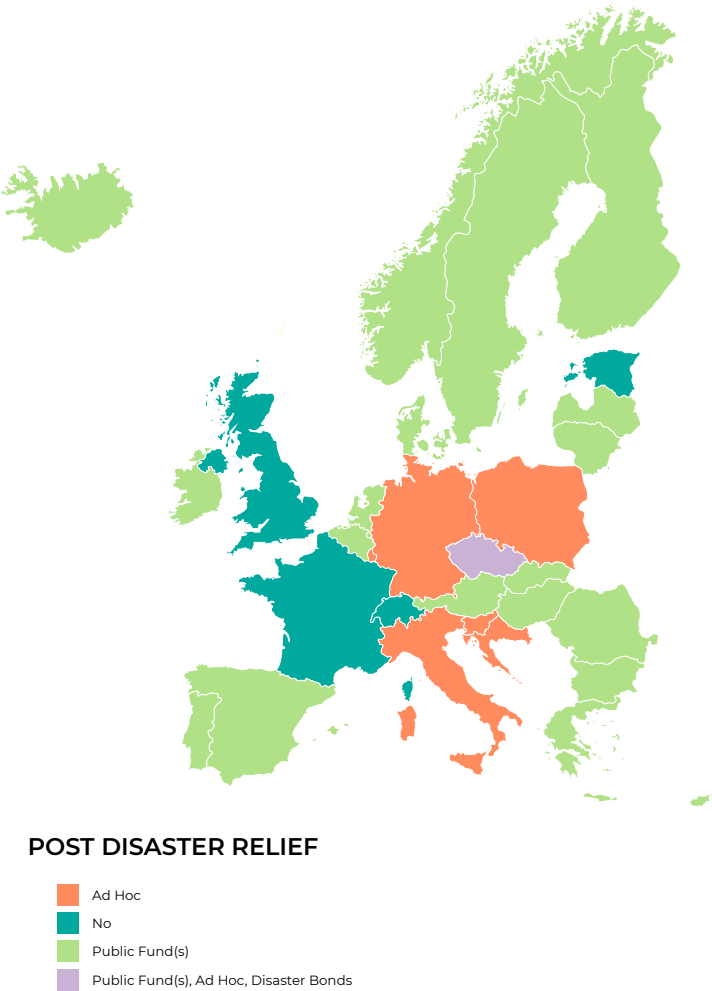 POST DISASTER RELIEF
Ad Hoc
No
Public Fund(s)
Public Fund(s), Ad Hoc, Disaster Bonds